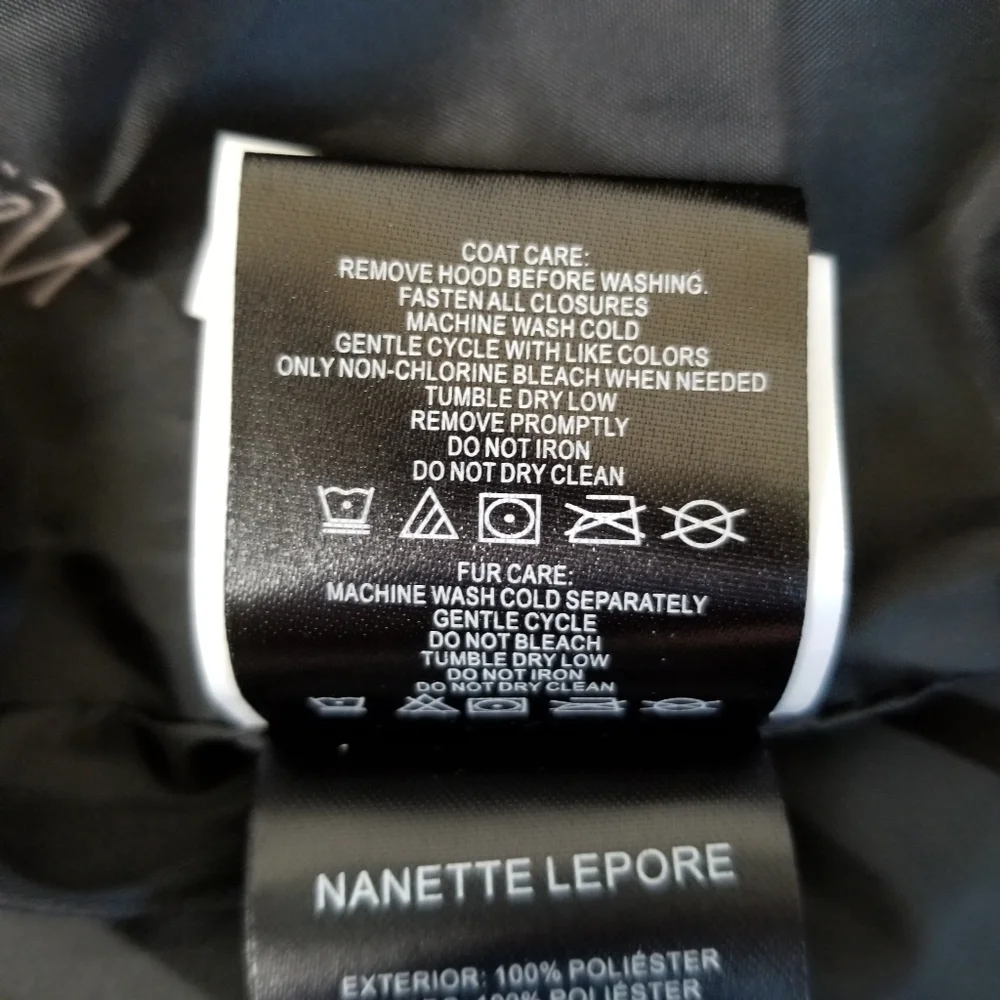 COAT CARE:
REMOVE HOOD BEFORE WASHING.
FASTEN ALL CLOSURES
MACHINE WASH COLD
GENTLE CYCLE WITH LIKE COLORS
ONLY NON-CHLORINE BLEACH WHEN NEEDED
TUMBLE DRY LOW
REMOVE PROMPTLY
DO NOT IRON
DO NOT DRY CLEAN
FUR CARE:
MACHINE WASH COLD SEPARATELY
GENTLE CYCLE
DO NOT BLEACH
TUMBLE DRY LOW
DO NOT IRON
DO NOT DRY CLEAN
NANETTE LEPORE
EXTERIOR: 100% POLIÉSTER
100% POLIÉSTER